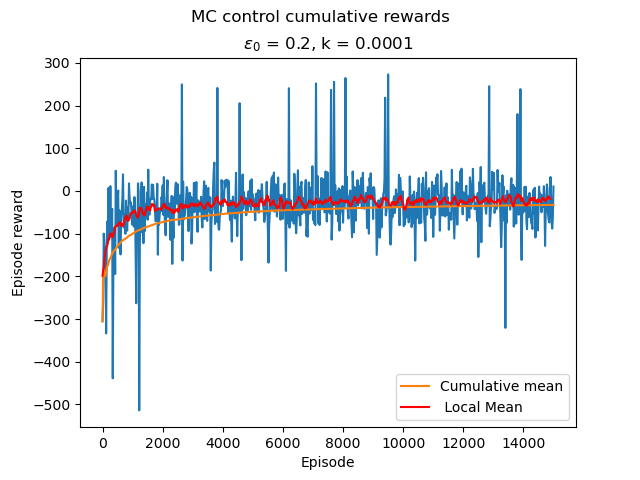 MC control cumulative rewards
ε₀ = 0.2, k = 0.0001
Episode reward
300
200
100
0
−100
−200
−300
−400
−500
0 2000 4000 6000 8000 10000 12000 14000
Episode
Cumulative mean
Local Mean